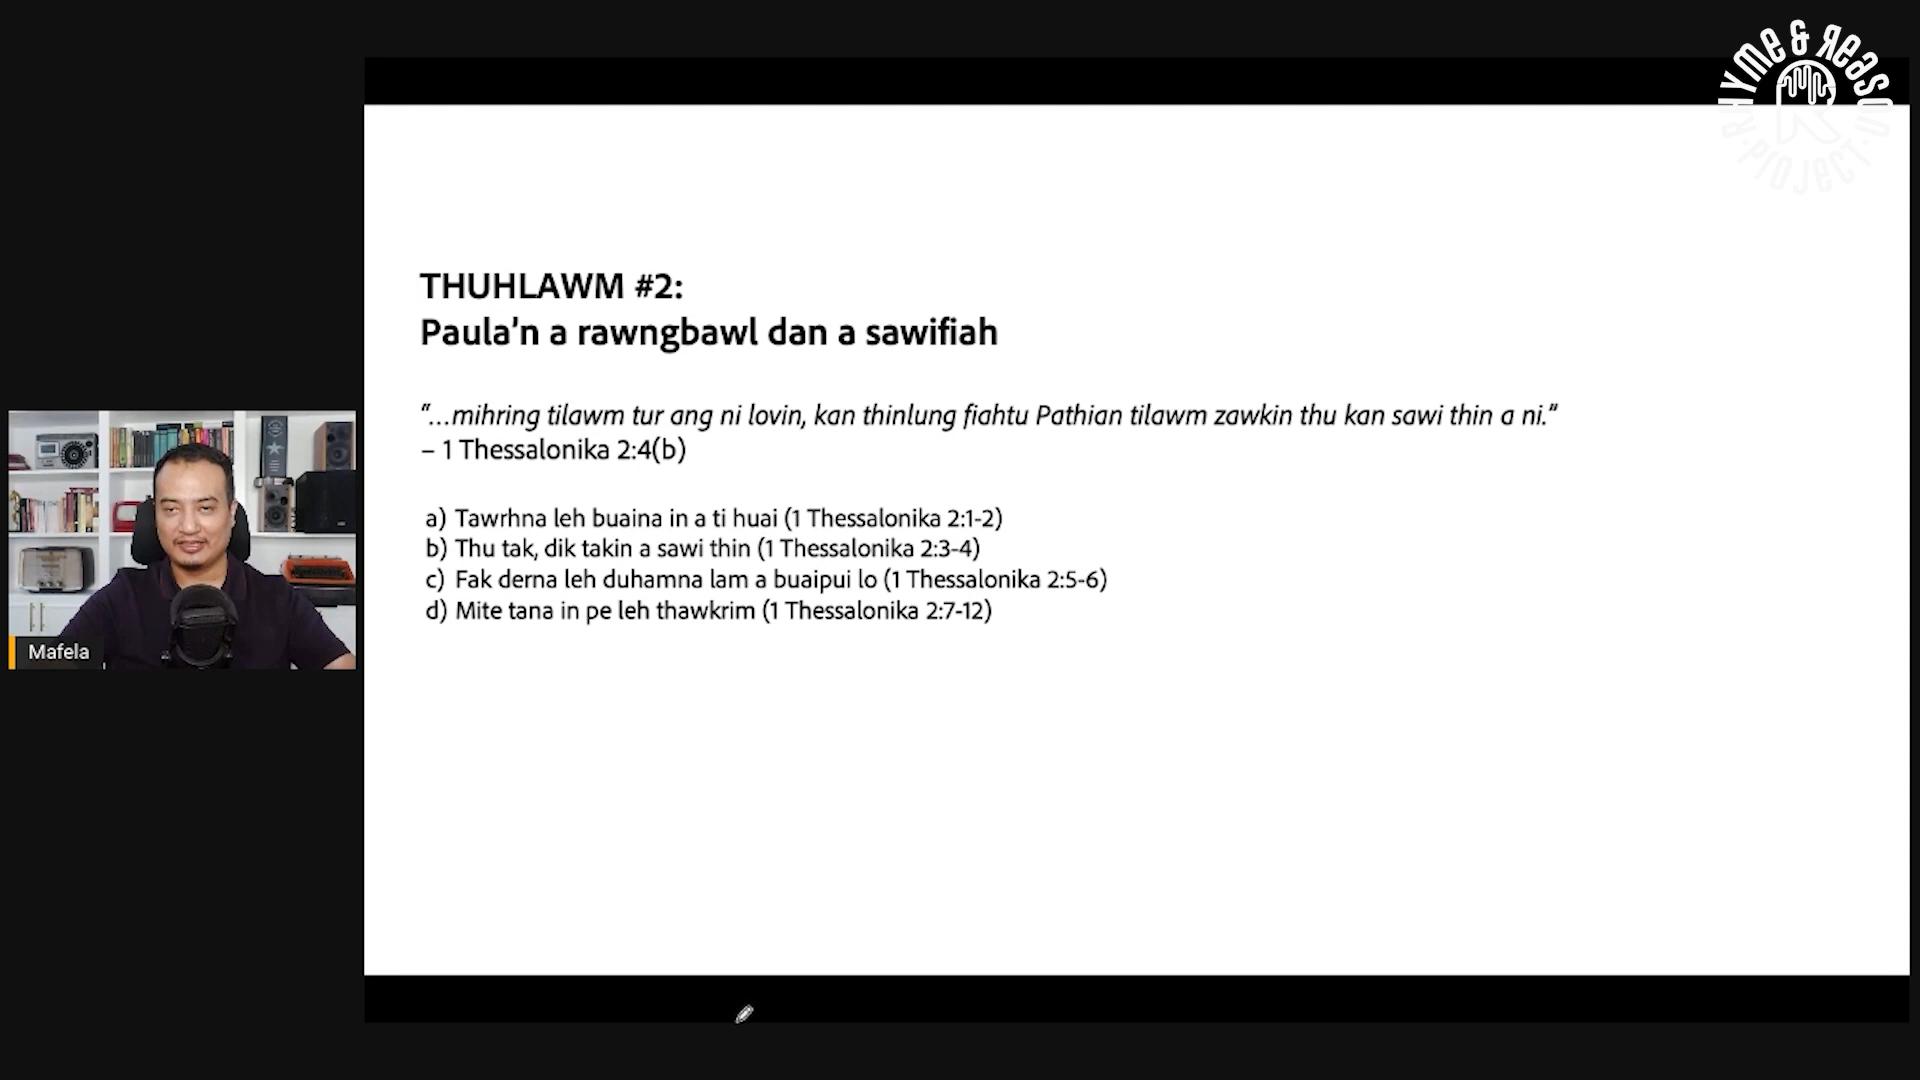 RHYME & REASON
PROJECT
THUHLAWM #2:
Paula'n a rawngbawl dan a sawifiah
"...mihring tilawm tur ang ni lovin, kan thinlung fiahtu Pathian tilawm zawkin thu kan sawi thin a ni."
– 1 Thessalonika 2:4(b)
a) Tawrhna leh buaina in a ti huai (1 Thessalonika 2:1-2)
b) Thu tak, dik takin a sawi thin (1 Thessalonika 2:3-4)
c) Fak derna leh duhamna lam a buaipui lo (1 Thessalonika 2:5-6)
d) Mite tana in pe leh thawkrim (1 Thessalonika 2:7-12)
Mafela